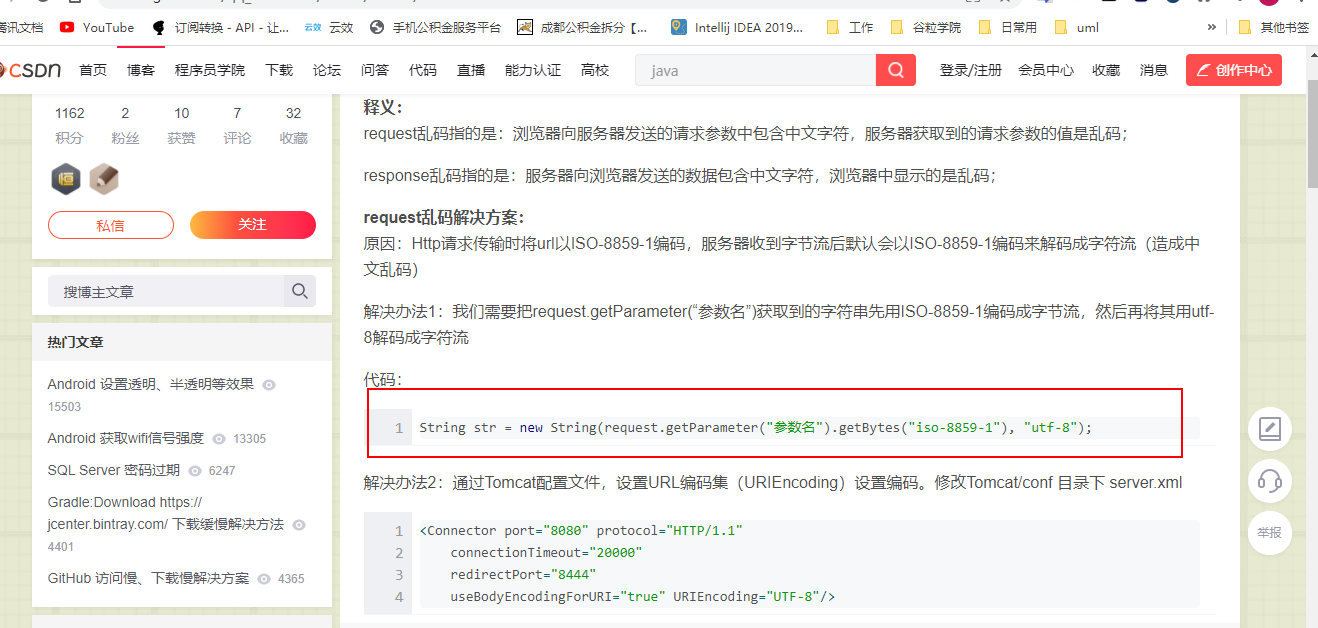 腾讯文档 YouTube 订阅转换 - API - 让... 云效 云效 手机公积金服务平台 成都公积金拆分【... Intellij IDEA 2019... 工作 谷粒学院 日常用 uml » 其他书签
CSDN 首页 博客 程序员学院 下载 论坛 问答 代码 直播 能力认证 高校 java 登录/注册 会员中心 收藏 消息 创作中心
1162 2 10 7 32
积分 粉丝 获赞 评论 收藏
私信 关注
搜博主文章
热门文章
Android 设置透明、半透明等效果
15503
Android 获取wifi信号强度 13305
SQL Server 密码过期 6247
Gradle:Download https://
jcenter.bintray.com/ 下载缓慢解决方法
4401
GitHub 访问慢、下载慢解决方案 4365
释义：
request乱码指的是：浏览器向服务器发送的请求参数中包含中文字符，服务器获取到的请求参数的值是乱码；
response乱码指的是：服务器向浏览器发送的数据包含中文字符，浏览器中显示的是乱码；
request乱码解决方案：
原因：Http请求传输时将url以ISO-8859-1编码，服务器收到字节流后默认会以ISO-8859-1编码来解码成字符流（造成中
文乱码）
解决办法1：我们需要把request.getParameter(“参数名”)获取到的字符串先用ISO-8859-1编码成字节流，然后再将其用utf-
8解码成字符流
代码：
1 String str = new String(request.getParameter("参数名").getBytes("iso-8859-1"), "utf-8");
解决办法2：通过Tomcat配置文件，设置URL编码集（URIEncoding）设置编码。修改Tomcat/conf 目录下 server.xml
1 <Connector port="8080" protocol="HTTP/1.1"
2 connectionTimeout="20000"
3 redirectPort="8444"
4 useBodyEncodingForURI="true" URIEncoding="UTF-8"/>
举报